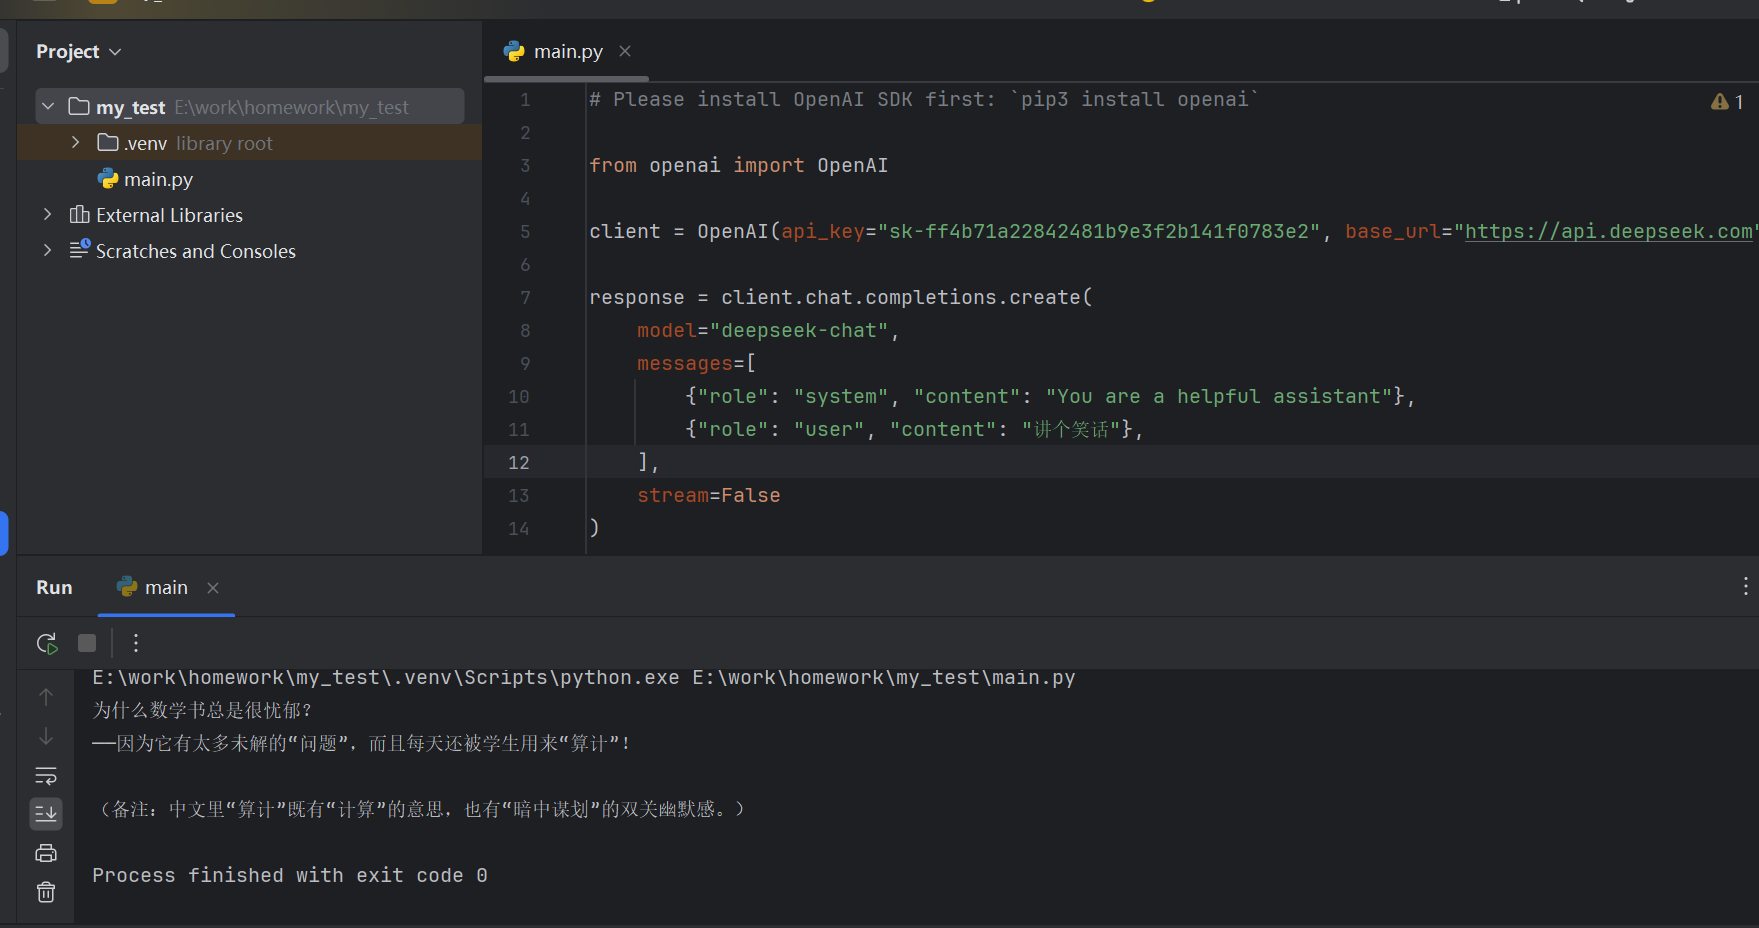 Project
my_test E:\work\homework\my_test
.venv library root
main.py
External Libraries
Scratches and Consoles
main.py
1
1 # Please install OpenAI SDK first: `pip3 install openai`
2
3 from openai import OpenAI
4
5 client = OpenAI(api_key="sk-ff4b71a22842481b9e3f2b141f0783e2", base_url="https://api.deepseek.com"
6
7 response = client.chat.completions.create(
8     model="deepseek-chat",
9     messages=[
10         {"role": "system", "content": "You are a helpful assistant"},
11         {"role": "user", "content": "讲个笑话"},
12     ],
13     stream=False
14 )
Run
main
E:\work\homework\my_test\.venv\Scripts\python.exe E:\work\homework\my_test\main.py
为什么数学书总是很忧郁？
——因为它有太多未解的“问题”，而且每天还被学生用来“算计”！
（备注：中文里“算计”既有“计算”的意思，也有“暗中谋划”的双关幽默感。）
Process finished with exit code 0